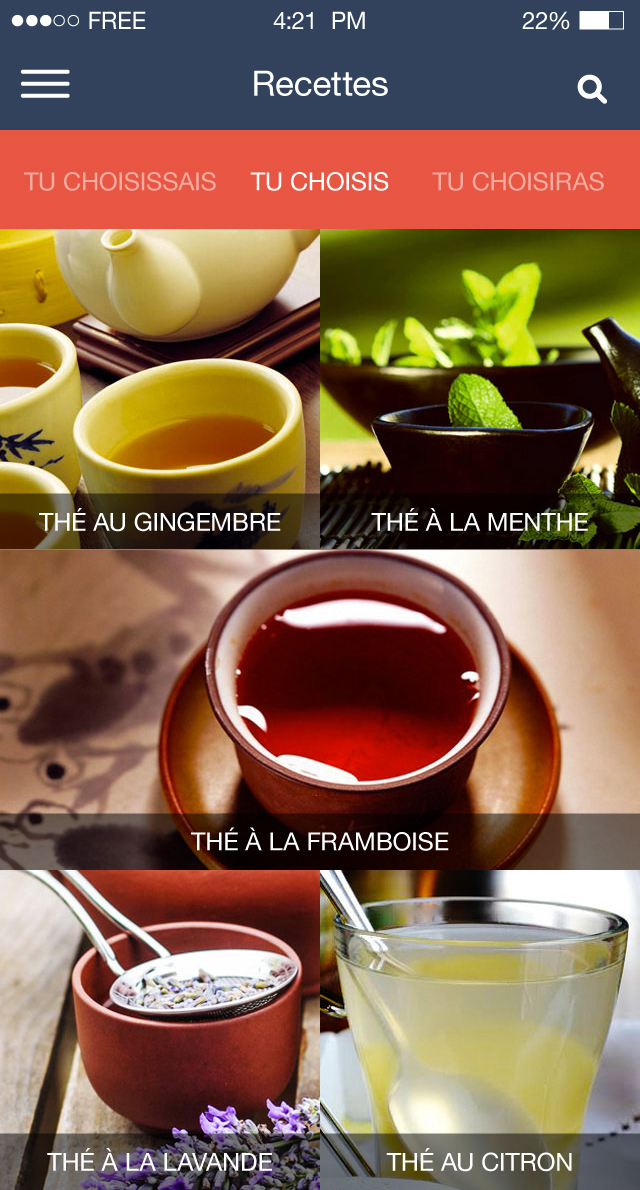 FREE 4:21 PM 22%
Recettes
TU CHOISISSAIS TU CHOISIS TU CHOISIRAS
THÉ AU GINGEMBRE THÉ À LA MENTHE
THÉ À LA FRAMBOISE
THÉ À LA LAVANDE THÉ AU CITRON